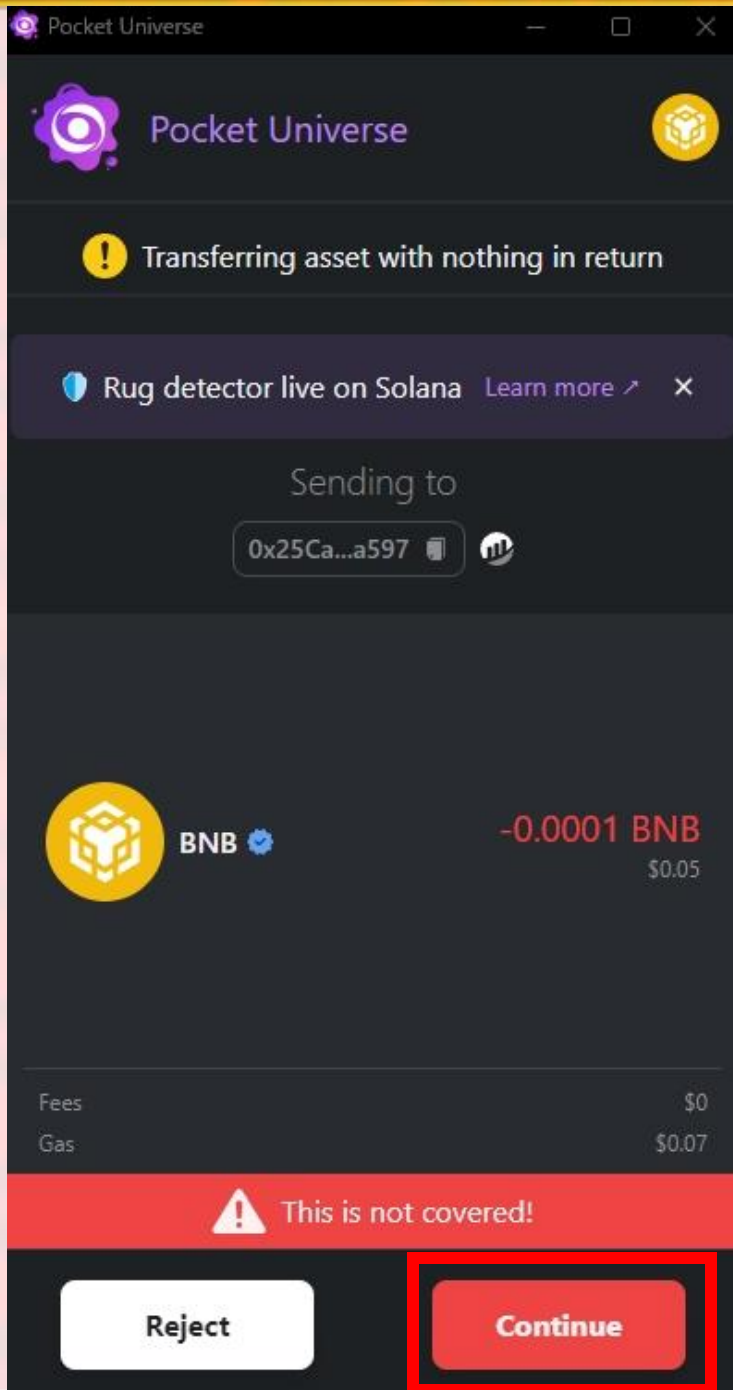 Pocket Universe
Pocket Universe
Transferring asset with nothing in return
Rug detector live on Solana Learn more ↗ ×
Sending to
0x25Ca...a597
BNB -0.0001 BNB
$0.05
Fees $0
Gas $0.07
This is not covered!
Reject Continue